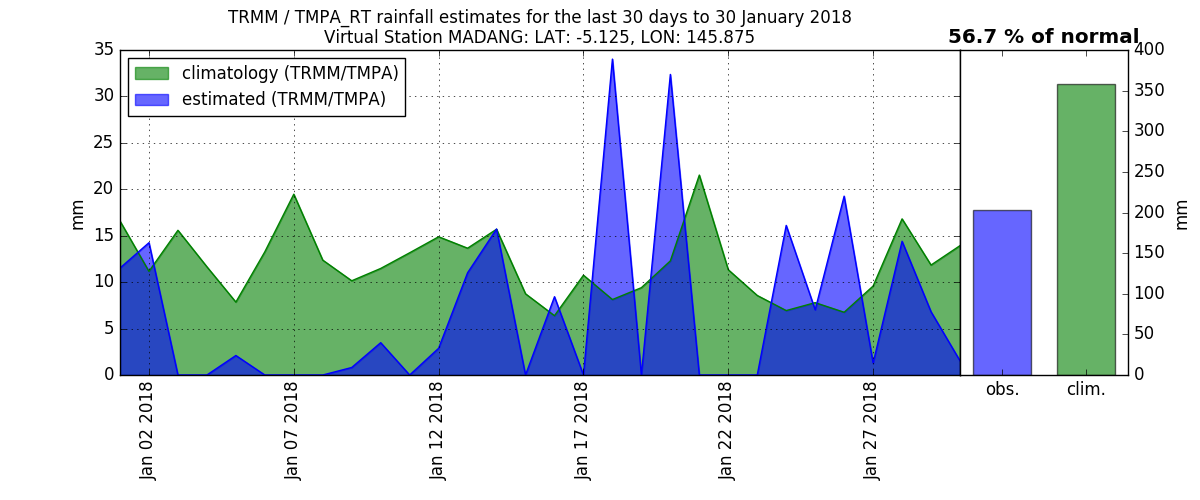 TRMM / TMPA_RT rainfall estimates for the last 30 days to 30 January 2018
Virtual Station MADANG: LAT: -5.125, LON: 145.875
56.7 % of normal
climatology (TRMM/TMPA)
estimated (TRMM/TMPA)
35
30
25
20
15
10
5
0
mm
Jan 02 2018
Jan 07 2018
Jan 12 2018
Jan 17 2018
Jan 22 2018
Jan 27 2018
obs.
clim.
400
350
300
250
200
150
100
50
0
mm